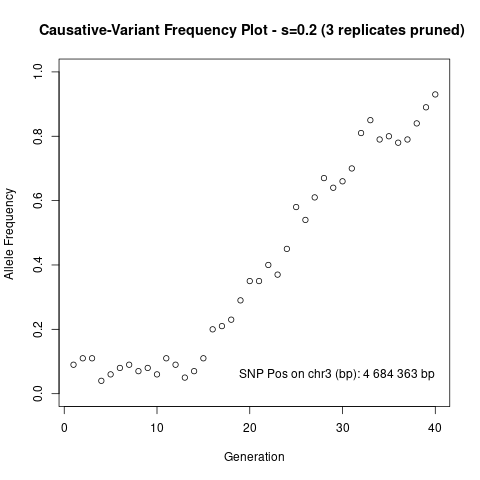 Causative-Variant Frequency Plot - s=0.2 (3 replicates pruned)
1.0
0.8
0.6
0.4
0.2
0.0
Allele Frequency
SNP Pos on chr3 (bp): 4 684 363 bp
0 10 20 30 40
Generation